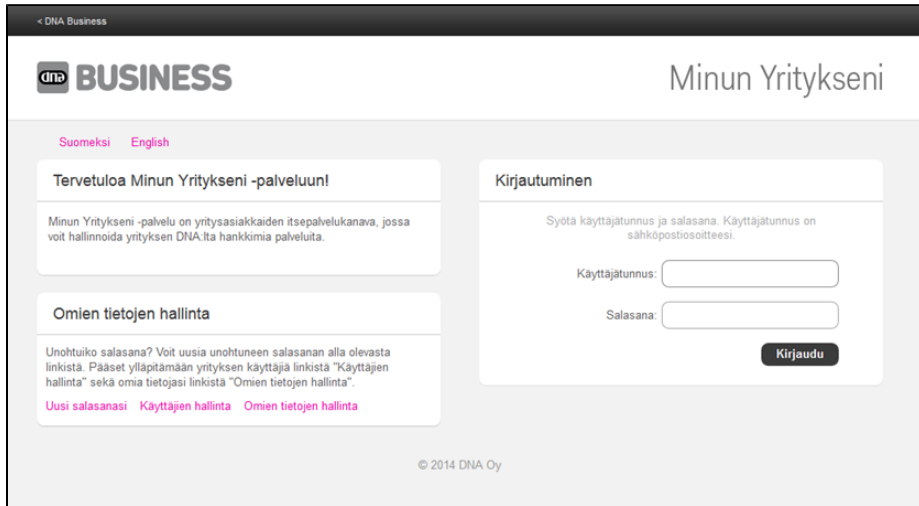 < DNA Business
dna BUSINESS
Minun Yritykseni
Suomeksi English
Tervetuloa Minun Yritykseni -palveluun!
Minun Yritykseni -palvelu on yritysasiakkaiden itsepalvelukanava, jossa
voit hallinnoida yrityksen DNA:lta hankkimia palveluita.
Omien tietojen hallinta
Unohtuiko salasana? Voit uusia unohtuneen salasanan alla olevasta
linkistä. Pääset ylläpitämään yrityksen käyttäjiä linkistä "Käyttäjien
hallinta" sekä omia tietojasi linkistä "Omien tietojen hallinta".
Uusi salasanasi Käyttäjien hallinta Omien tietojen hallinta
Kirjautuminen
Syötä käyttäjätunnus ja salasana. Käyttäjätunnus on
sähköpostiosoitteesi.
Käyttäjätunnus:
Salasana:
Kirjaudu
© 2014 DNA Oy